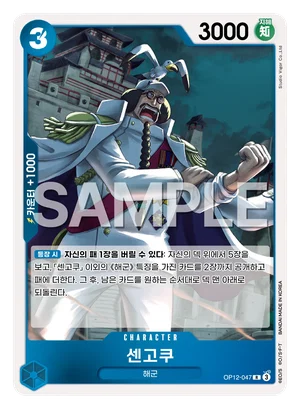 3
3000
지혜
知
카운터 +1000
SAMPLE
등장 시 자신의 패 1장을 버릴 수 있다: 자신의 덱 위에서 5장을
보고, 「센고쿠」 이외의 《해군》 특징을 가진 카드를 2장까지 공개하고
패에 더한다. 그 후, 남은 카드를 원하는 순서대로 덱 맨 아래로
되돌린다.
CHARACTER
센고쿠
해군
OP12-047 R
3
BANDAI MADE IN KOREA